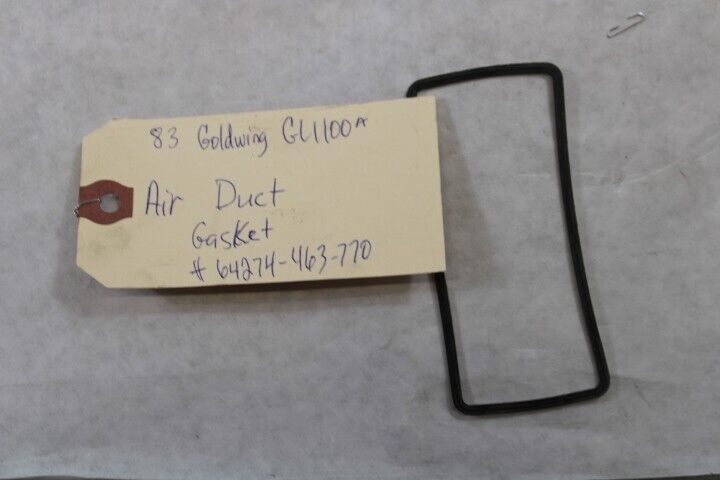 83 Goldwing GL1100A
Air Duct
Gasket
# 64274-463-770